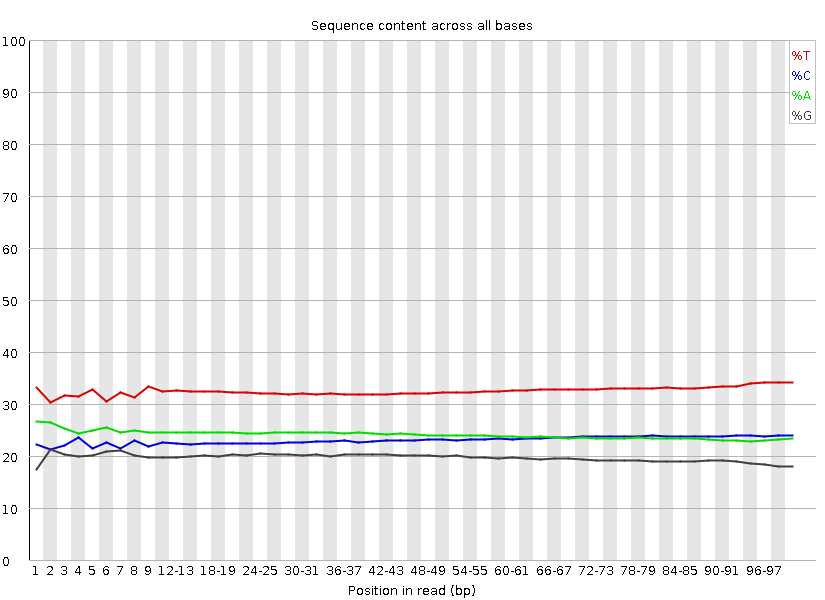 Sequence content across all bases
100
90
80
70
60
50
40
30
20
10
0
%T
%C
%A
%G
1 2 3 4 5 6 7 8 9 12-13 18-19 24-25 30-31 36-37 42-43 48-49 54-55 60-61 66-67 72-73 78-79 84-85 90-91 96-97
Position in read (bp)